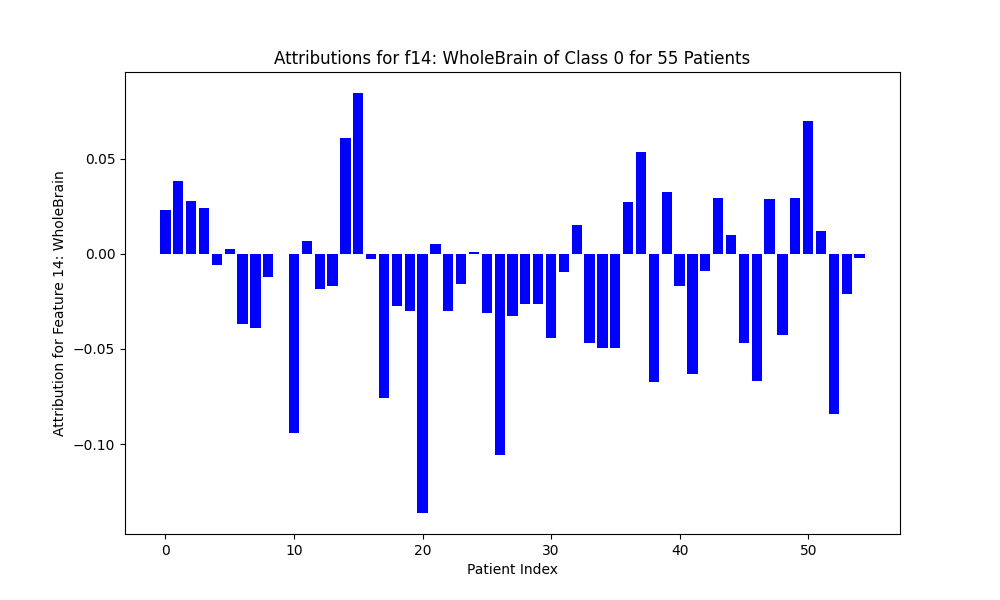 Attributions for f14: WholeBrain of Class 0 for 55 Patients
Attribution for Feature 14: WholeBrain
0.05
0.00
−0.05
−0.10
0 10 20 30 40 50
Patient Index